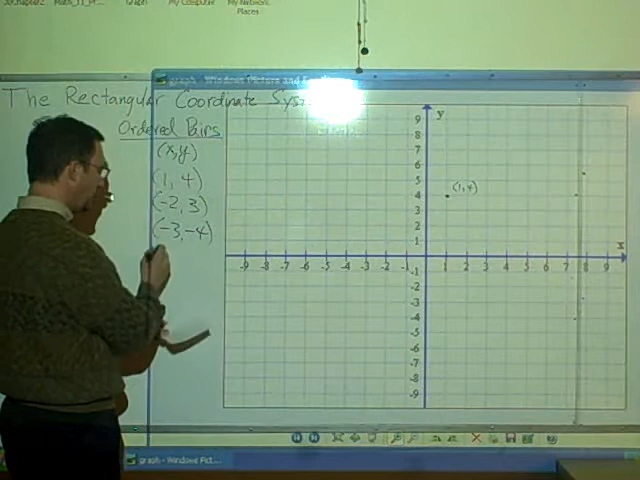 My Computer
My Network
Places
graph - Windows Picture and
The Rectangular Coordinate Sys
Ordered Pairs
(x,y)
(1, 4)
(-2, 3)
(-3, -4)
y
9
8
7
6
5
4
3
2
1
(1,4)
x
-9 -8 -7 -6 -5 -4 -3 -2 -1 1 2 3 4 5 6 7 8 9
-1
-2
-3
-4
-5
-6
-7
-8
-9
graph - Windows Pict...